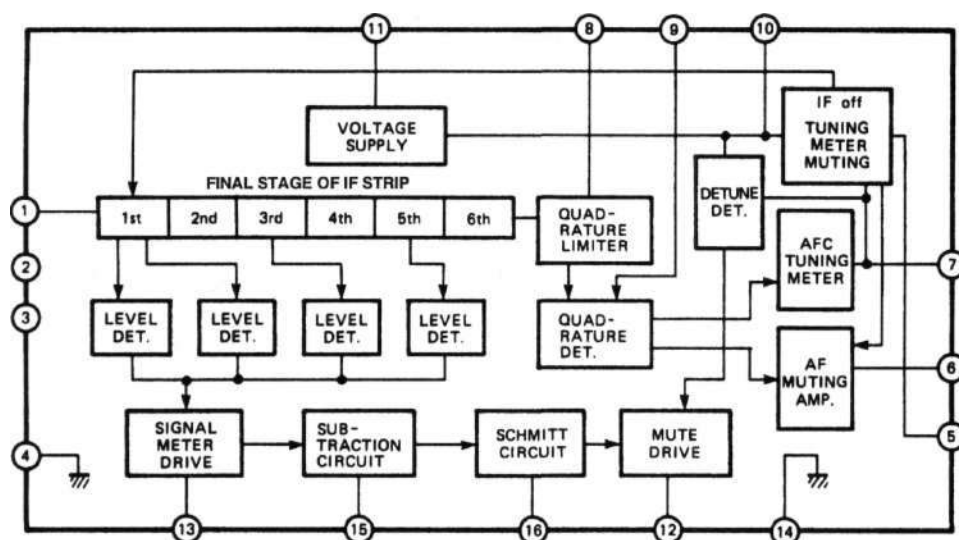 11
8
9
10
IF off
TUNING
METER
MUTING
VOLTAGE
SUPPLY
DETUNE
DET.
FINAL STAGE OF IF STRIP
1
1st
2nd
3rd
4th
5th
6th
QUAD-
RATURE
LIMITER
AFC
TUNING
METER
7
2
3
LEVEL
DET.
LEVEL
DET.
LEVEL
DET.
LEVEL
DET.
QUAD-
RATURE
DET.
AF
MUTING
AMP.
6
5
4
SIGNAL
METER
DRIVE
SUB-
TRACTION
CIRCUIT
SCHMITT
CIRCUIT
MUTE
DRIVE
13
15
16
12
14